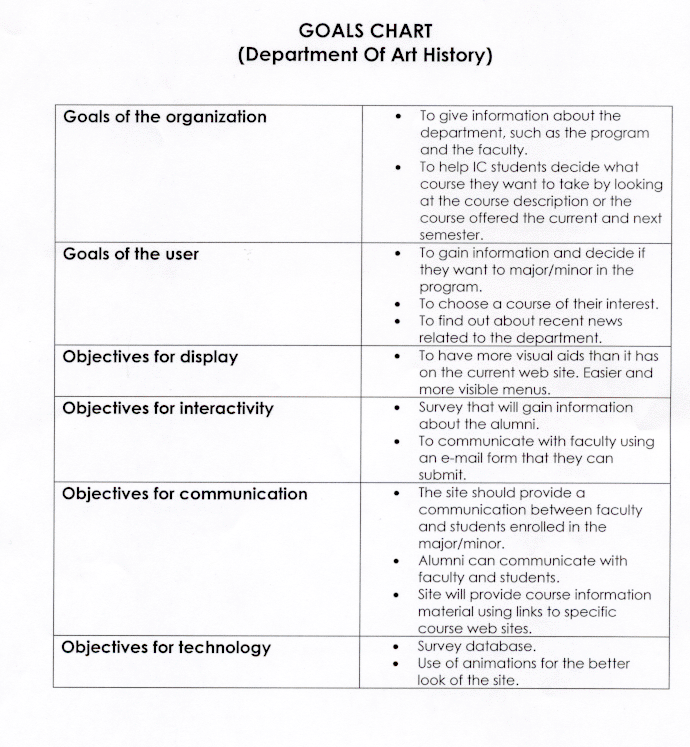 GOALS CHART
(Department Of Art History)
Goals of the organization
• To give information about the
department, such as the program
and the faculty.
• To help IC students decide what
course they want to take by looking
at the course description or the
course offered the current and next
semester.
Goals of the user
• To gain information and decide if
they want to major/minor in the
program.
• To choose a course of their interest.
• To find out about recent news
related to the department.
Objectives for display
• To have more visual aids than it has
on the current web site. Easier and
more visible menus.
Objectives for interactivity
• Survey that will gain information
about the alumni.
• To communicate with faculty using
an e-mail form that they can
submit.
Objectives for communication
• The site should provide a
communication between faculty
and students enrolled in the
major/minor.
• Alumni can communicate with
faculty and students.
• Site will provide course information
material using links to specific
course web sites.
Objectives for technology
• Survey database.
• Use of animations for the better
look of the site.